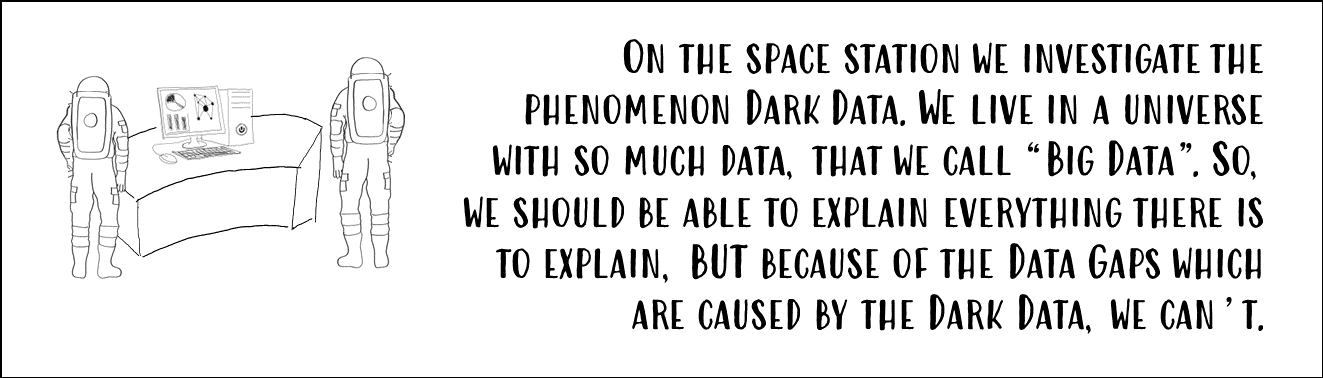 On the space station we investigate the
phenomenon Dark Data. We live in a universe
with so much data, that we call “Big Data”. So,
we should be able to explain everything there is
to explain, BUT because of the Data Gaps which
are caused by the Dark Data, we can't.